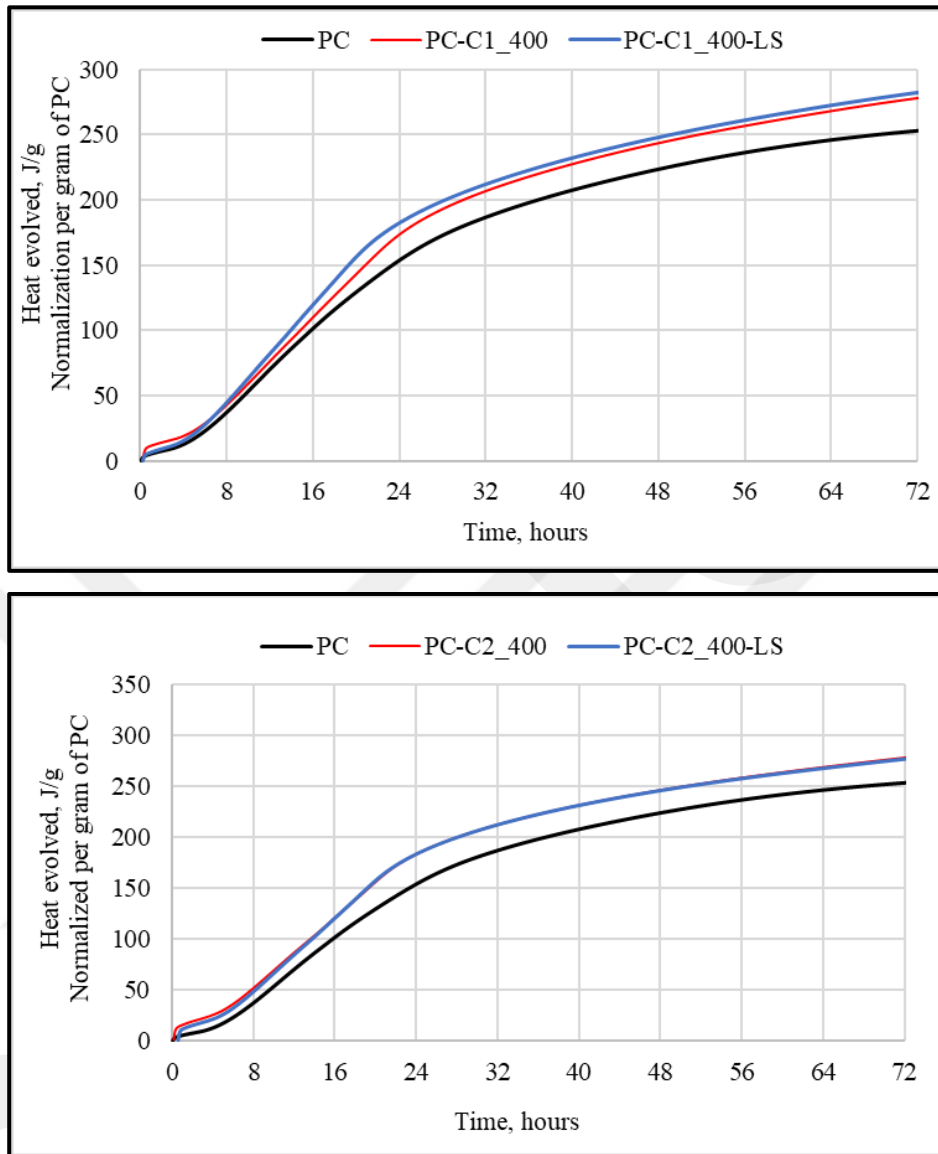 PC PC-C1_400 PC-C1_400-LS
300
250
200
150
100
50
0
Heat evolved, J/g
Normalization per gram of PC
0 8 16 24 32 40 48 56 64 72
Time, hours
PC PC-C2_400 PC-C2_400-LS
350
300
250
200
150
100
50
0
Heat evolved, J/g
Normalized per gram of PC
0 8 16 24 32 40 48 56 64 72
Time, hours